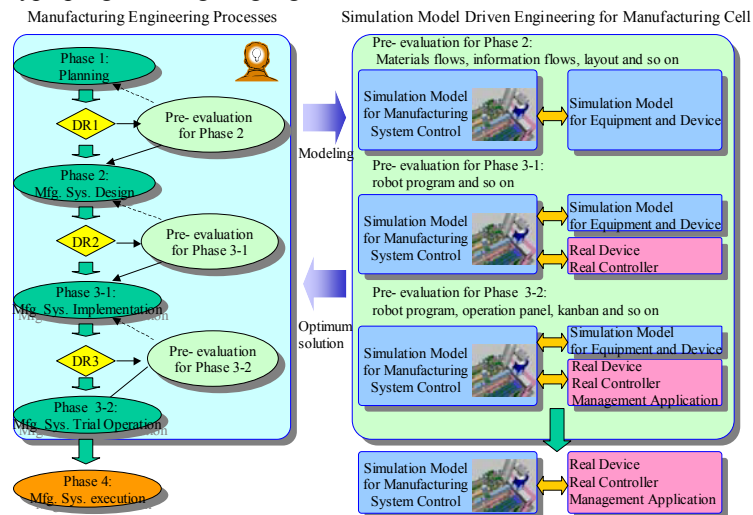 Manufacturing Engineering Processes
Phase 1:
Planning
DR1
Pre- evaluation
for Phase 2
Phase 2:
Mfg. Sys. Design
DR2
Pre- evaluation
for Phase 3-1
Phase 3-1:
Mfg. Sys. Implementation
DR3
Pre- evaluation
for Phase 3-2
Phase 3-2:
Mfg. Sys. Trial Operation
Phase 4:
Mfg. Sys. execution
Modeling
Optimum
solution
Simulation Model Driven Engineering for Manufacturing Cell
Pre- evaluation for Phase 2:
Materials flows, information flows, layout and so on
Simulation Model
for Manufacturing
System Control
Simulation Model
for Equipment and Device
Pre- evaluation for Phase 3-1:
robot program and so on
Simulation Model
for Manufacturing
System Control
Simulation Model
for Equipment and Device
Real Device
Real Controller
Pre- evaluation for Phase 3-2:
robot program, operation panel, kanban and so on
Simulation Model
for Manufacturing
System Control
Simulation Model
for Equipment and Device
Real Device
Real Controller
Management Application
Simulation Model
for Manufacturing
System Control
Real Device
Real Controller
Management Application